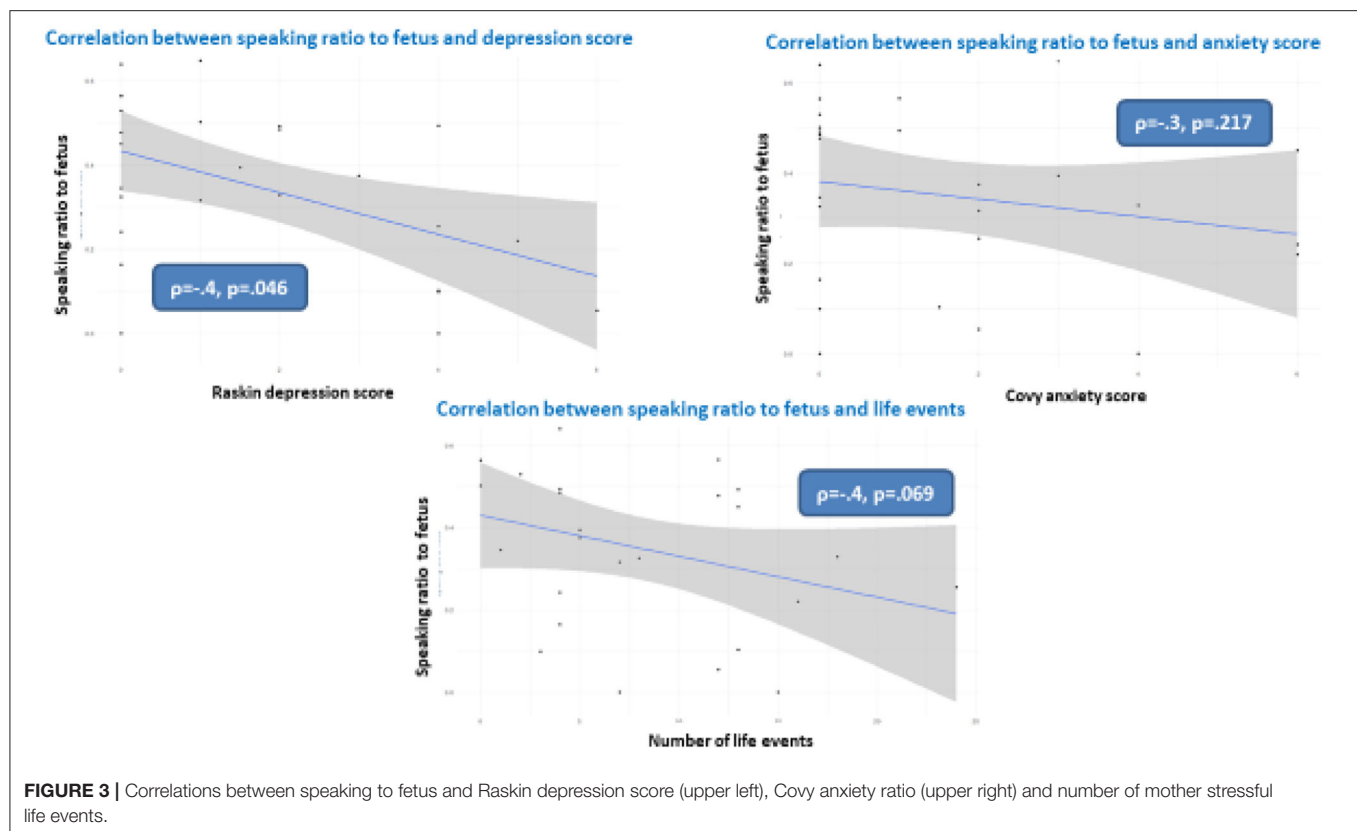 Correlation between speaking ratio to fetus and depression score
Speaking ratio to fetus
ρ=-.4, p=.046
Raskin depression score
Correlation between speaking ratio to fetus and anxiety score
Speaking ratio to fetus
ρ=-.3, p=.217
Covy anxiety score
Correlation between speaking ratio to fetus and life events
Speaking ratio to fetus
ρ=-.4, p=.069
Number of life events
FIGURE 3 | Correlations between speaking to fetus and Raskin depression score (upper left), Covy anxiety ratio (upper right) and number of mother stressful
life events.